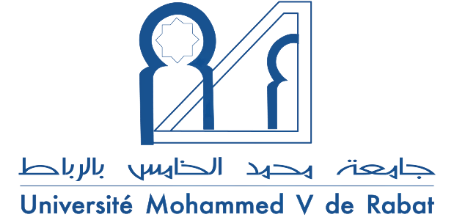 جامعة محمد الخامس بالرباط
Université Mohammed V de Rabat